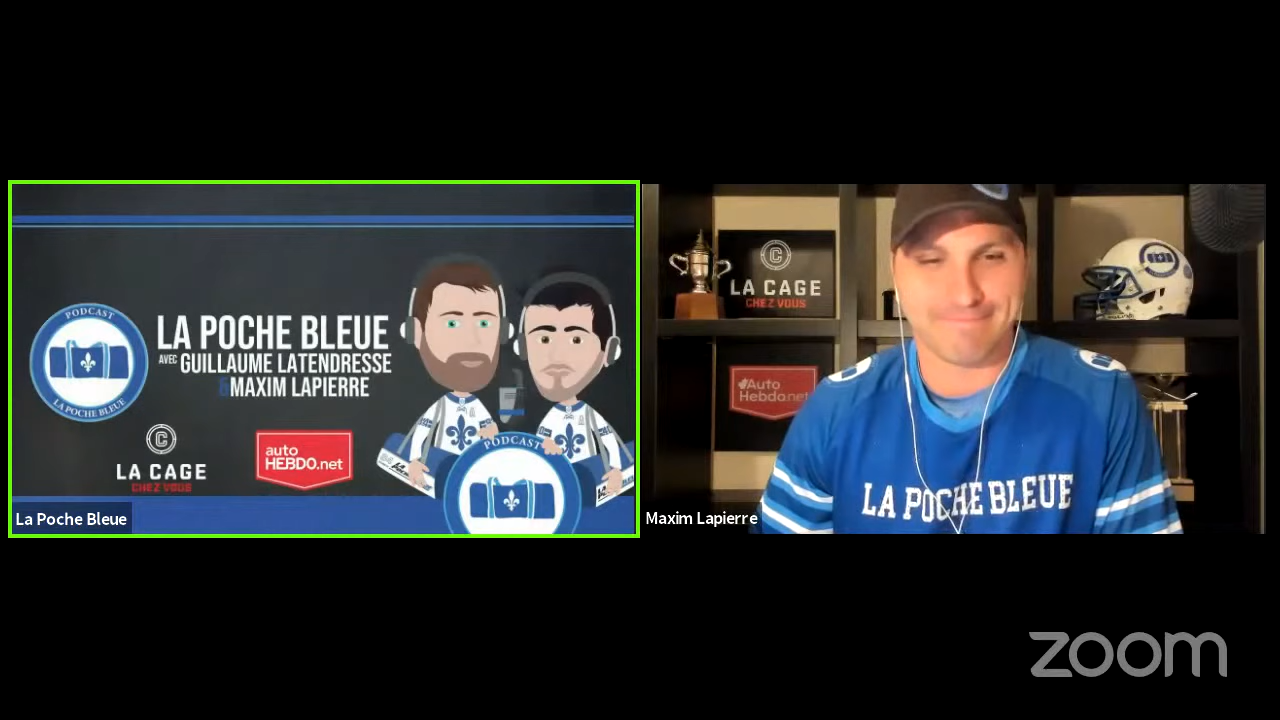 PODCAST
LA POCHE BLEUE
LA POCHE BLEUE
AVEC GUILLAUME LATENDRESSE
& MAXIM LAPIERRE
C
LA CAGE
CHEZ VOUS
auto
HEBDO.net
PODCAST
La Poche Bleue
C
LA CAGE
CHEZ VOUS
Auto
Hebdo.net
LA POCHE BLEUE
Maxim Lapierre
zoom